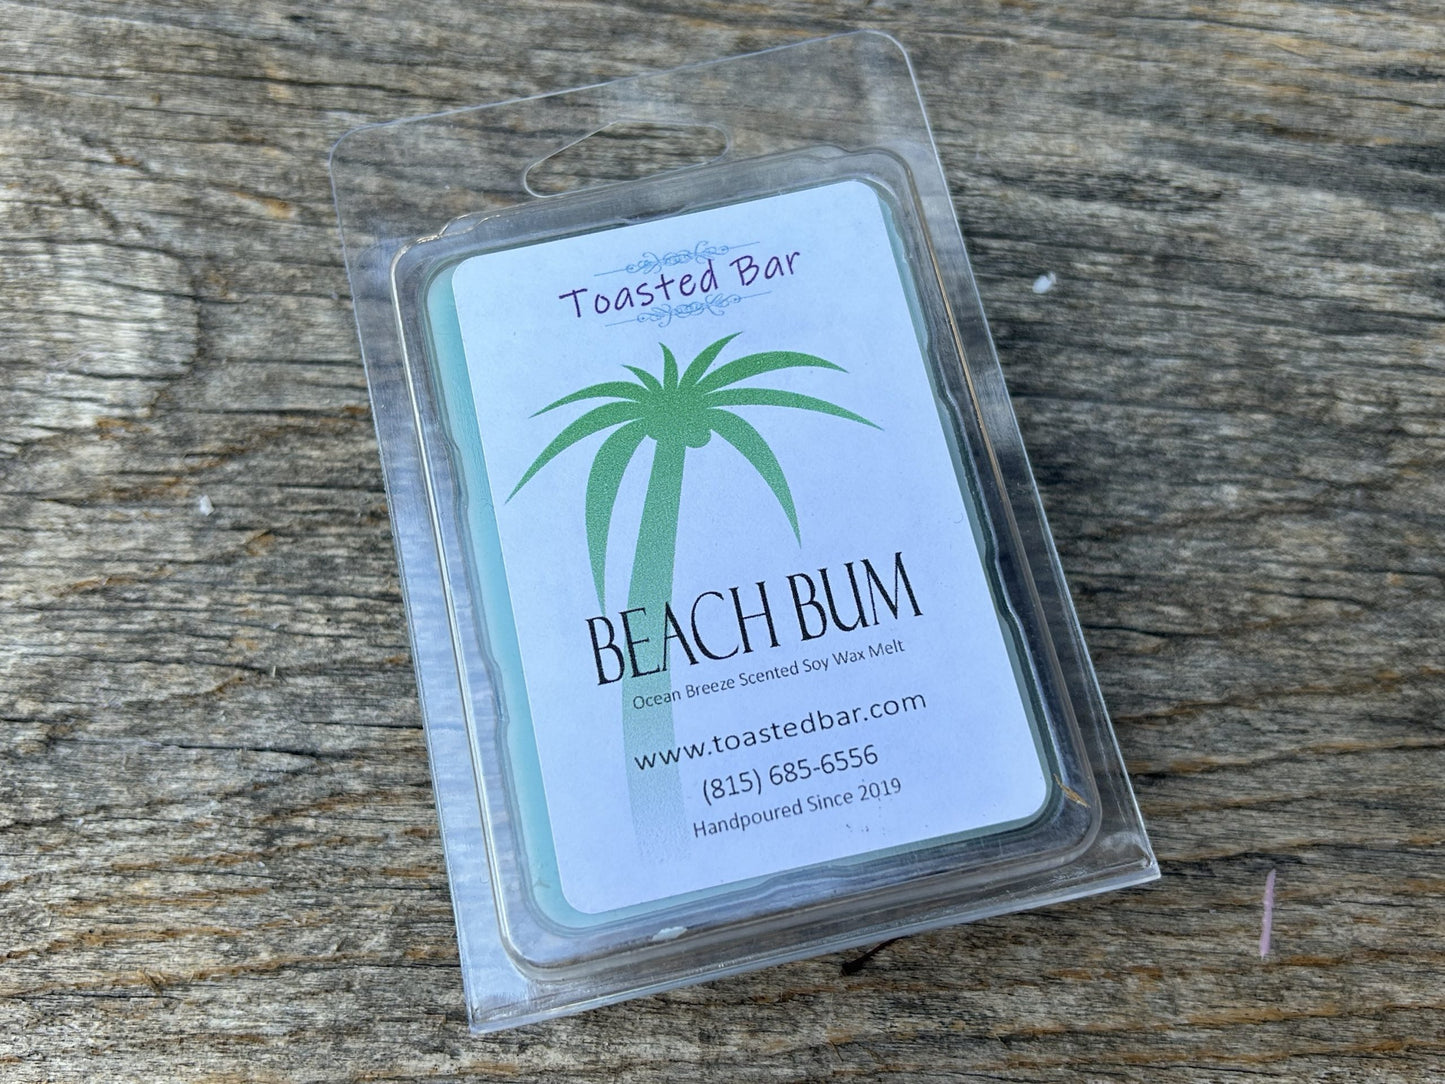 Toasted Bar
BEACH BUM
Ocean Breeze Scented Soy Wax Melt
www.toastedbar.com
(815) 685-6556
Handpoured Since 2019